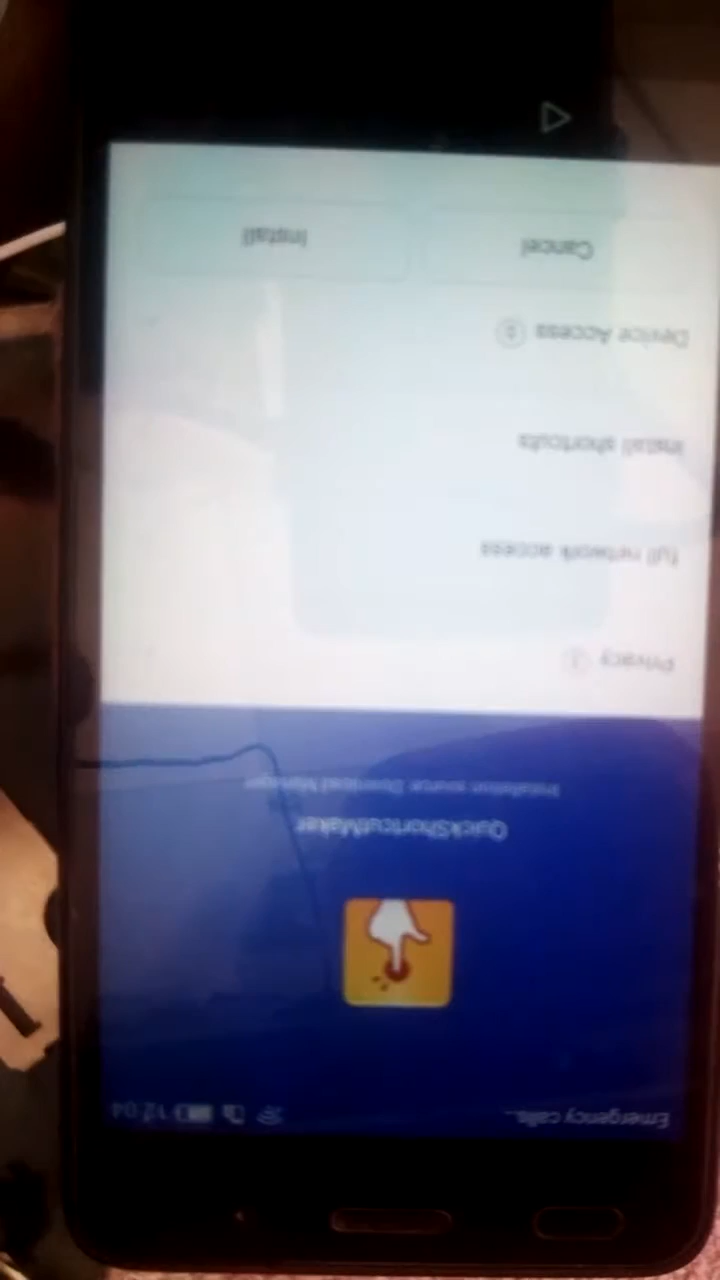 Emergency calls... 12:04
QuickShortcutMaker
Installation source: Download Manager
Privacy
full network access
install shortcuts
Device Access
Cancel Install